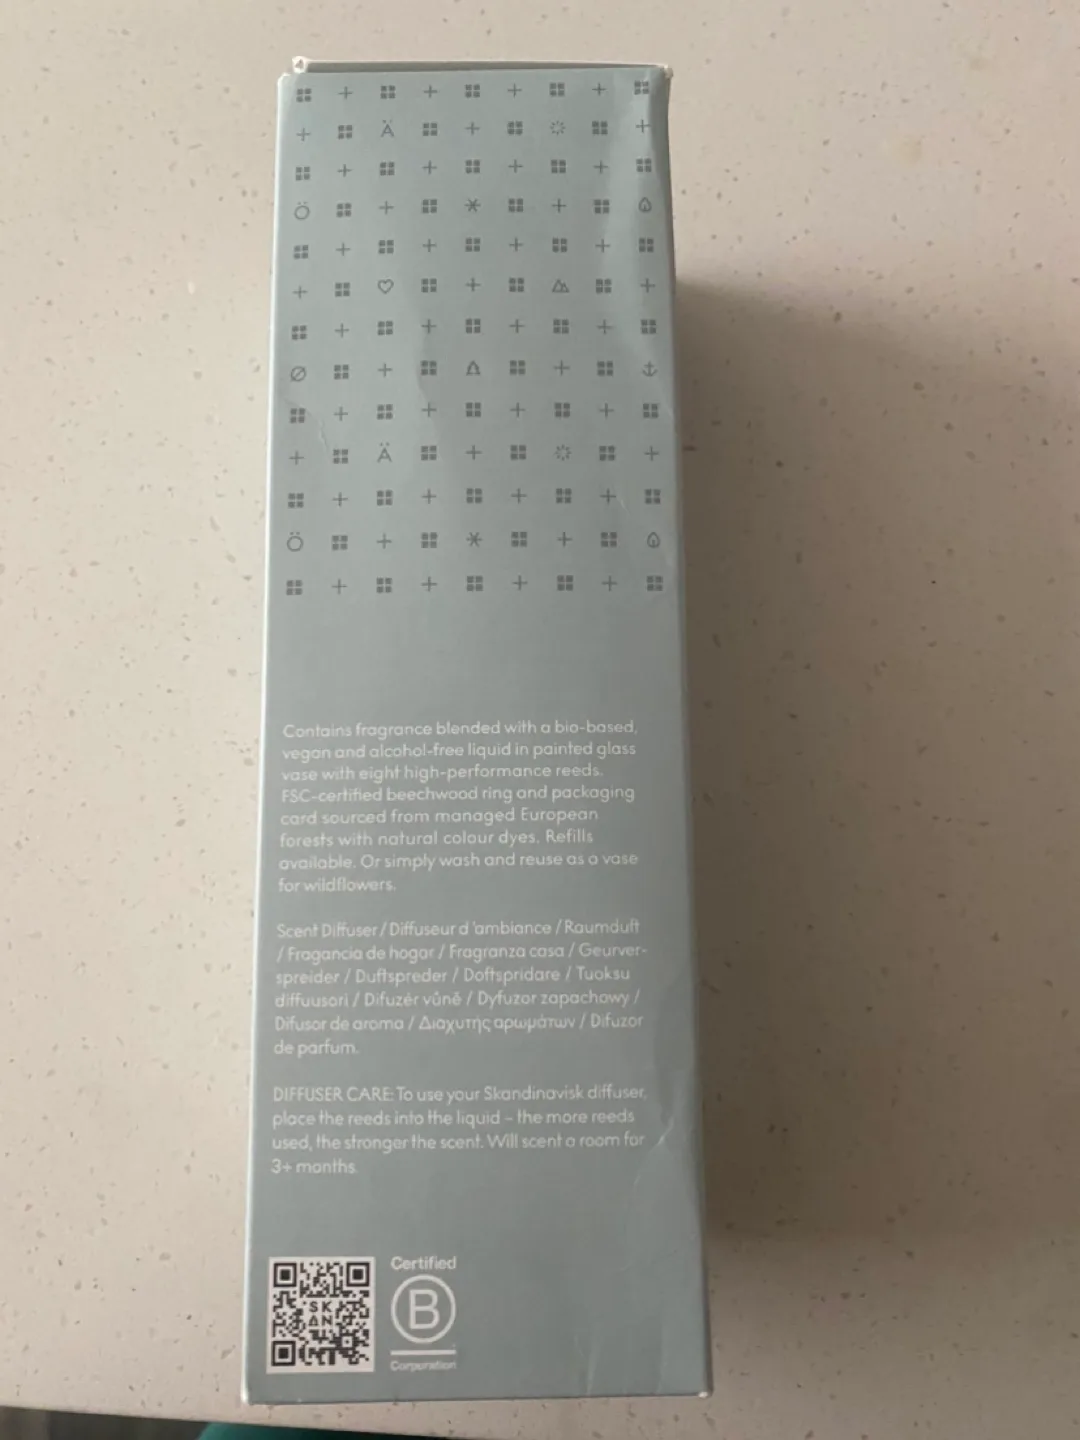 Ä
Ö
Ø
Ä
Ö
Contains fragrance blended with a bio-based,
vegan and alcohol-free liquid in painted glass
vase with eight high-performance reeds.
FSC-certified beechwood ring and packaging
card sourced from managed European
forests with natural colour dyes. Refills
available. Or simply wash and reuse as a vase
for wildflowers.
Scent Diffuser / Diffuseur d'ambiance / Raumduft
/ Fragancia de hogar / Fragranza casa / Geurver-
spreider / Duftspreder / Doftspridare / Tuoksu
diffuusori / Difuzér vůně / Dyfuzor zapachowy /
Difusor de aroma / Διαχυτής αρωμάτων / Difuzor
de parfum.
DIFFUSER CARE: To use your Skandinavisk diffuser,
place the reeds into the liquid – the more reeds
used, the stronger the scent. Will scent a room for
3+ months.
SK
AN
Certified
B
Corporation